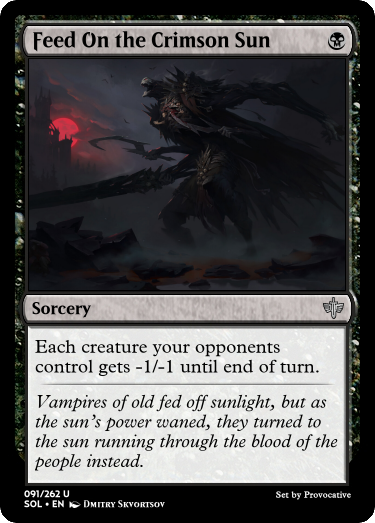 Feed On the Crimson Sun
Sorcery
Each creature your opponents
control gets -1/-1 until end of turn.
Vampires of old fed off sunlight, but as
the sun's power waned, they turned to
the sun running through the blood of the
people instead.
091/262 U
SOL • EN Dmitry Skvortsov
Set by Provocative